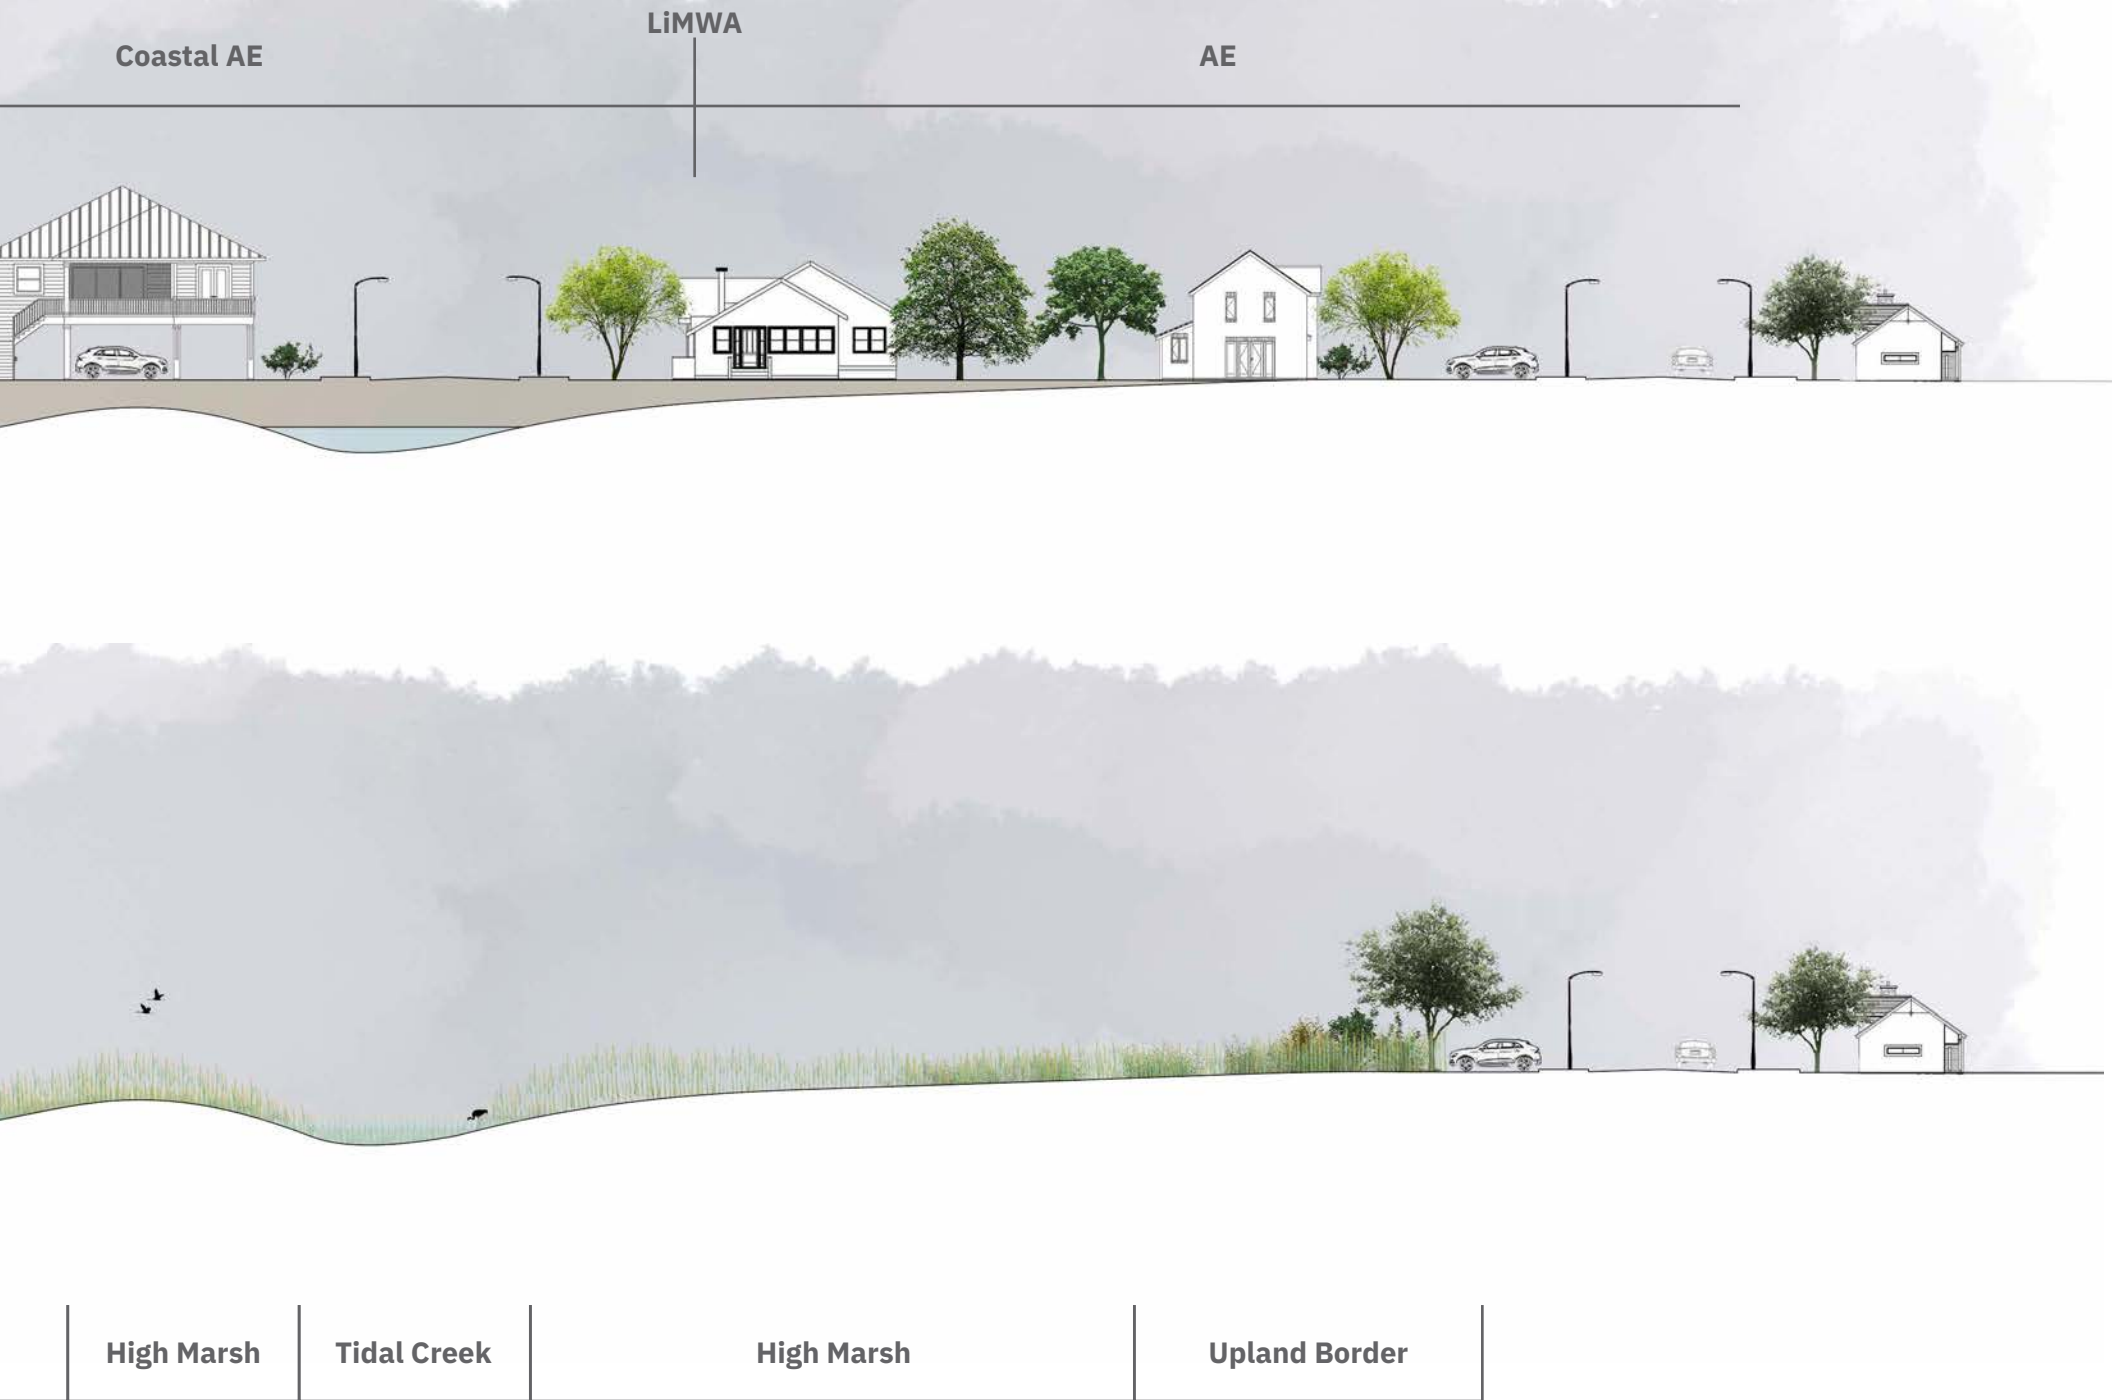 LiMWA
Coastal AE
AE
High Marsh
Tidal Creek
High Marsh
Upland Border